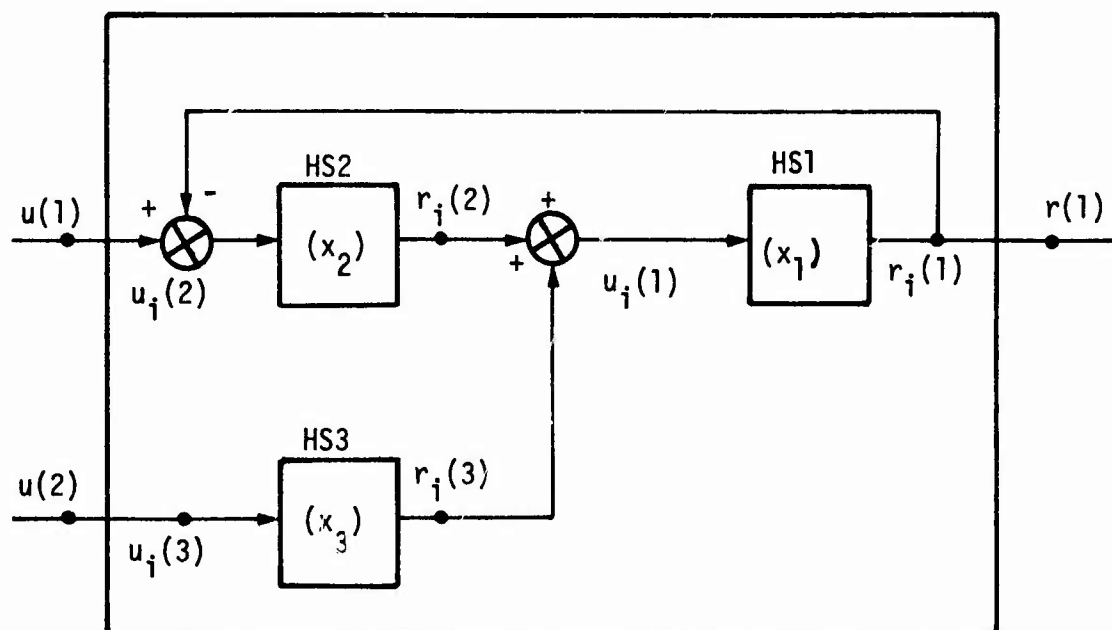 HS2
HS1
u(1)
+
-
r_i(2)
+
+
r(1)
(x_2)
(x_1)
u_i(2)
u_i(1)
r_i(1)
HS3
u(2)
r_i(3)
(x_3)
u_i(3)